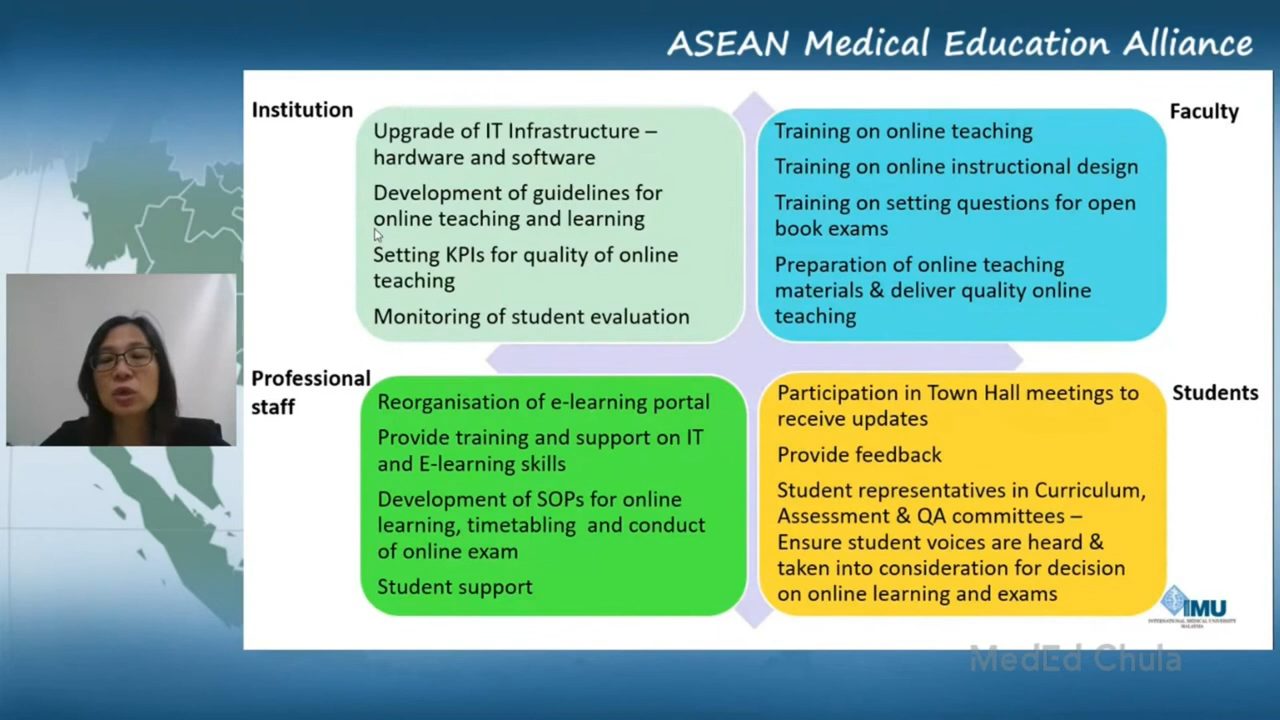 ASEAN Medical Education Alliance
Institution
Upgrade of IT Infrastructure –
hardware and software
Development of guidelines for
online teaching and learning
Setting KPIs for quality of online
teaching
Monitoring of student evaluation
Faculty
Training on online teaching
Training on online instructional design
Training on setting questions for open
book exams
Preparation of online teaching
materials & deliver quality online
teaching
Professional
staff
Reorganisation of e-learning portal
Provide training and support on IT
and E-learning skills
Development of SOPs for online
learning, timetabling and conduct
of online exam
Student support
Students
Participation in Town Hall meetings to
receive updates
Provide feedback
Student representatives in Curriculum,
Assessment & QA committees –
Ensure student voices are heard &
taken into consideration for decision
on online learning and exams
IMU
INTERNATIONAL MEDICAL UNIVERSITY
MALAYSIA
MedEd Chula